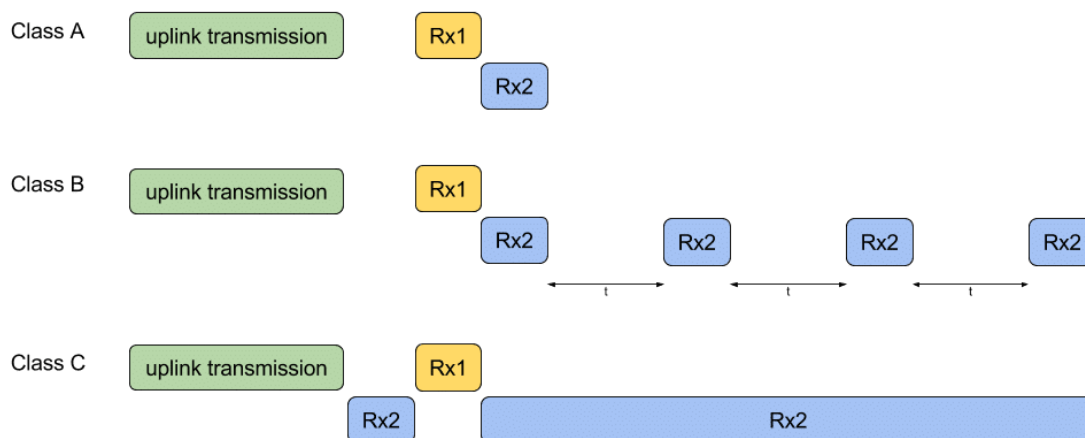 Class A uplink transmission Rx1
Rx2
Class B uplink transmission Rx1
Rx2 Rx2 Rx2 Rx2
t t t
Class C uplink transmission Rx1
Rx2 Rx2